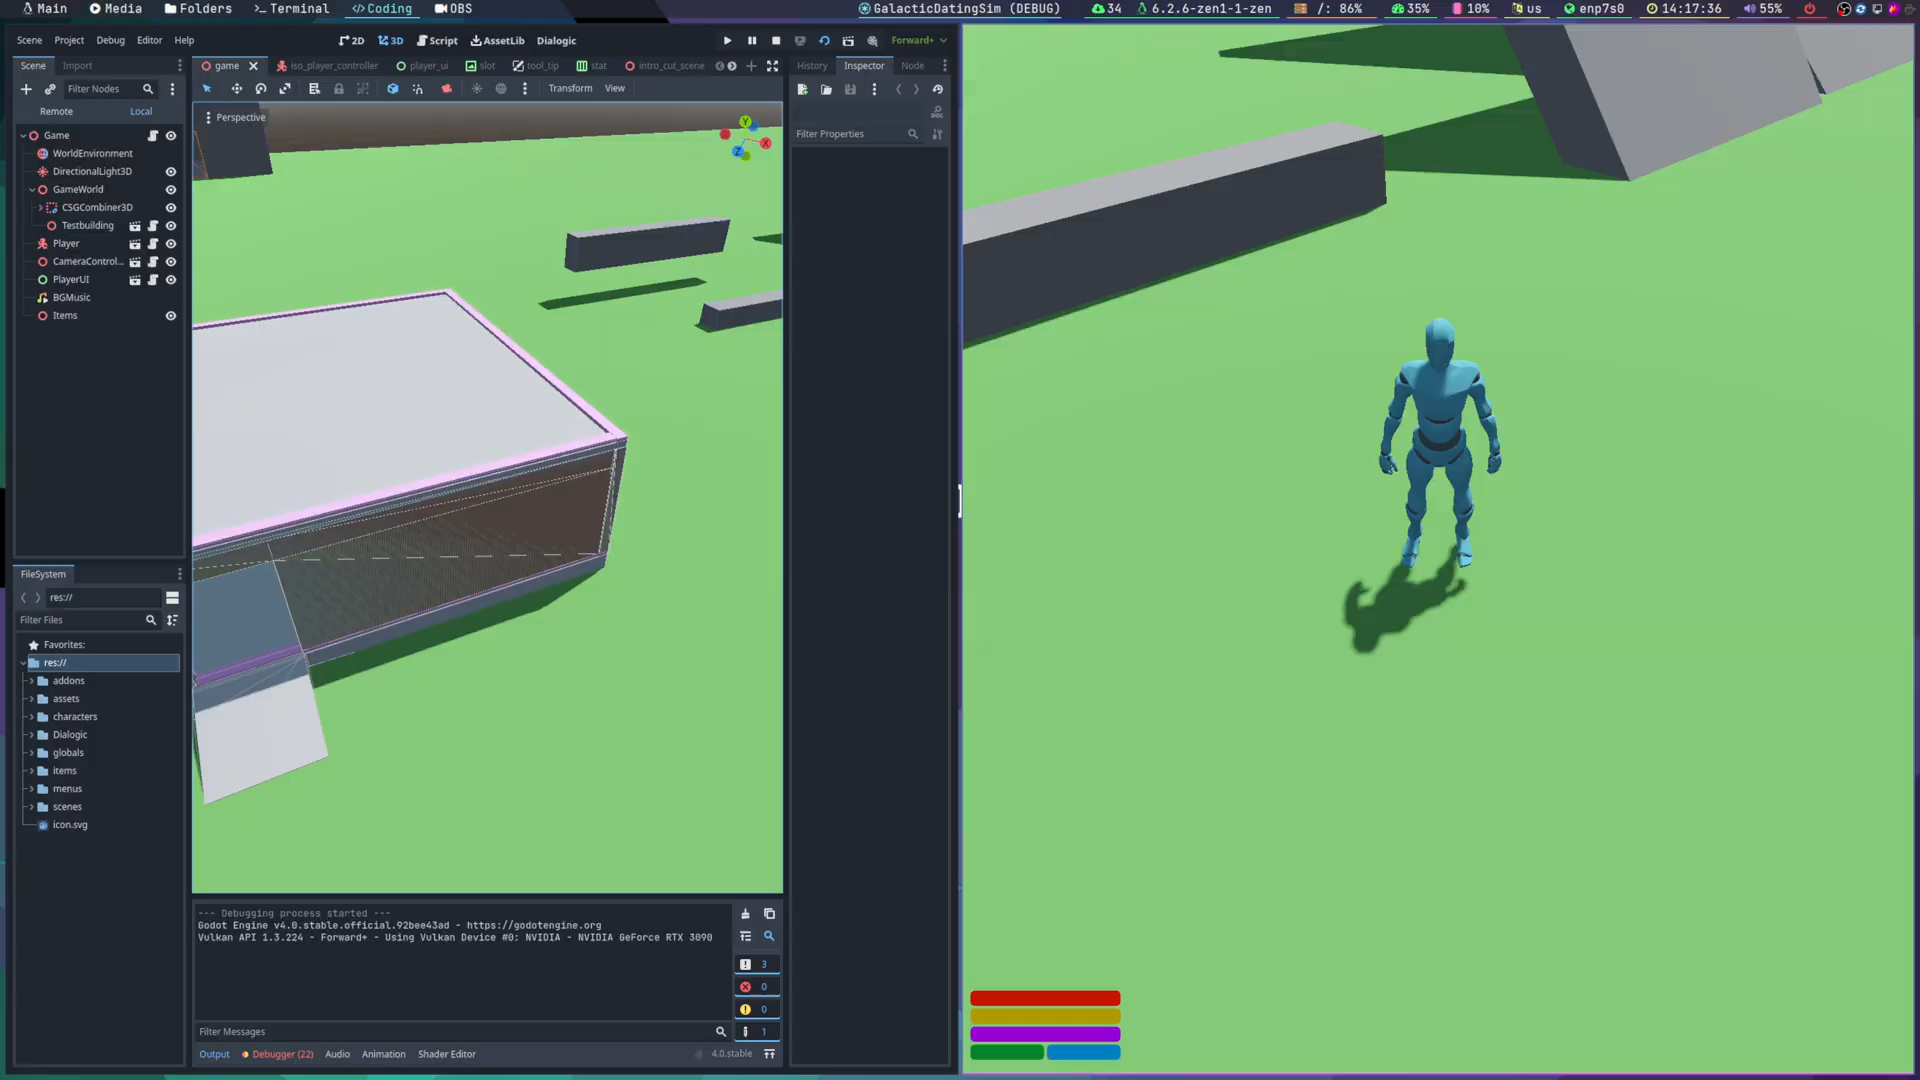 Main Media Folders Terminal Coding OBS GalacticDatingSim (DEBUG) 34 6.2.6-zen1-1-zen /: 86% 35% 10% us enp7s0 14:17:36 55%
Scene Project Debug Editor Help 2D 3D Script AssetLib Dialogic Forward+
Scene Import game iso_player_controller player_ui slot tool_tip stat intro_cut_scene History Inspector Node
Filter Nodes Transform View
Remote Local
Perspective
Y
X
Z
DOC
Filter Properties
Game
WorldEnvironment
DirectionalLight3D
GameWorld
CSGCombiner3D
Testbuilding
Player
CameraControl...
PlayerUI
BGMusic
Items
FileSystem
res://
Filter Files
Favorites:
res://
addons
assets
characters
Dialogic
globals
items
menus
scenes
icon.svg
--- Debugging process started ---
Godot Engine v4.0.stable.official.92bee43ad - https://godotengine.org
Vulkan API 1.3.224 - Forward+ - Using Vulkan Device #0: NVIDIA - NVIDIA GeForce RTX 3090
3
0
0
1
Filter Messages
Output Debugger (22) Audio Animation Shader Editor 4.0.stable